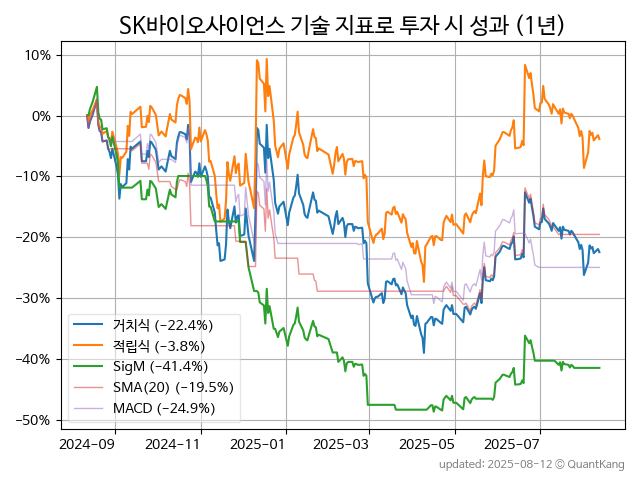 SK바이오사이언스 기술 지표로 투자 시 성과 (1년)
10%
0%
−10%
−20%
−30%
−40%
−50%
거치식 (−22.4%)
적립식 (−3.8%)
SigM (−41.4%)
SMA(20) (−19.5%)
MACD (−24.9%)
2024−09
2024−11
2025−01
2025−03
2025−05
2025−07
updated: 2025-08-12 © QuantKang